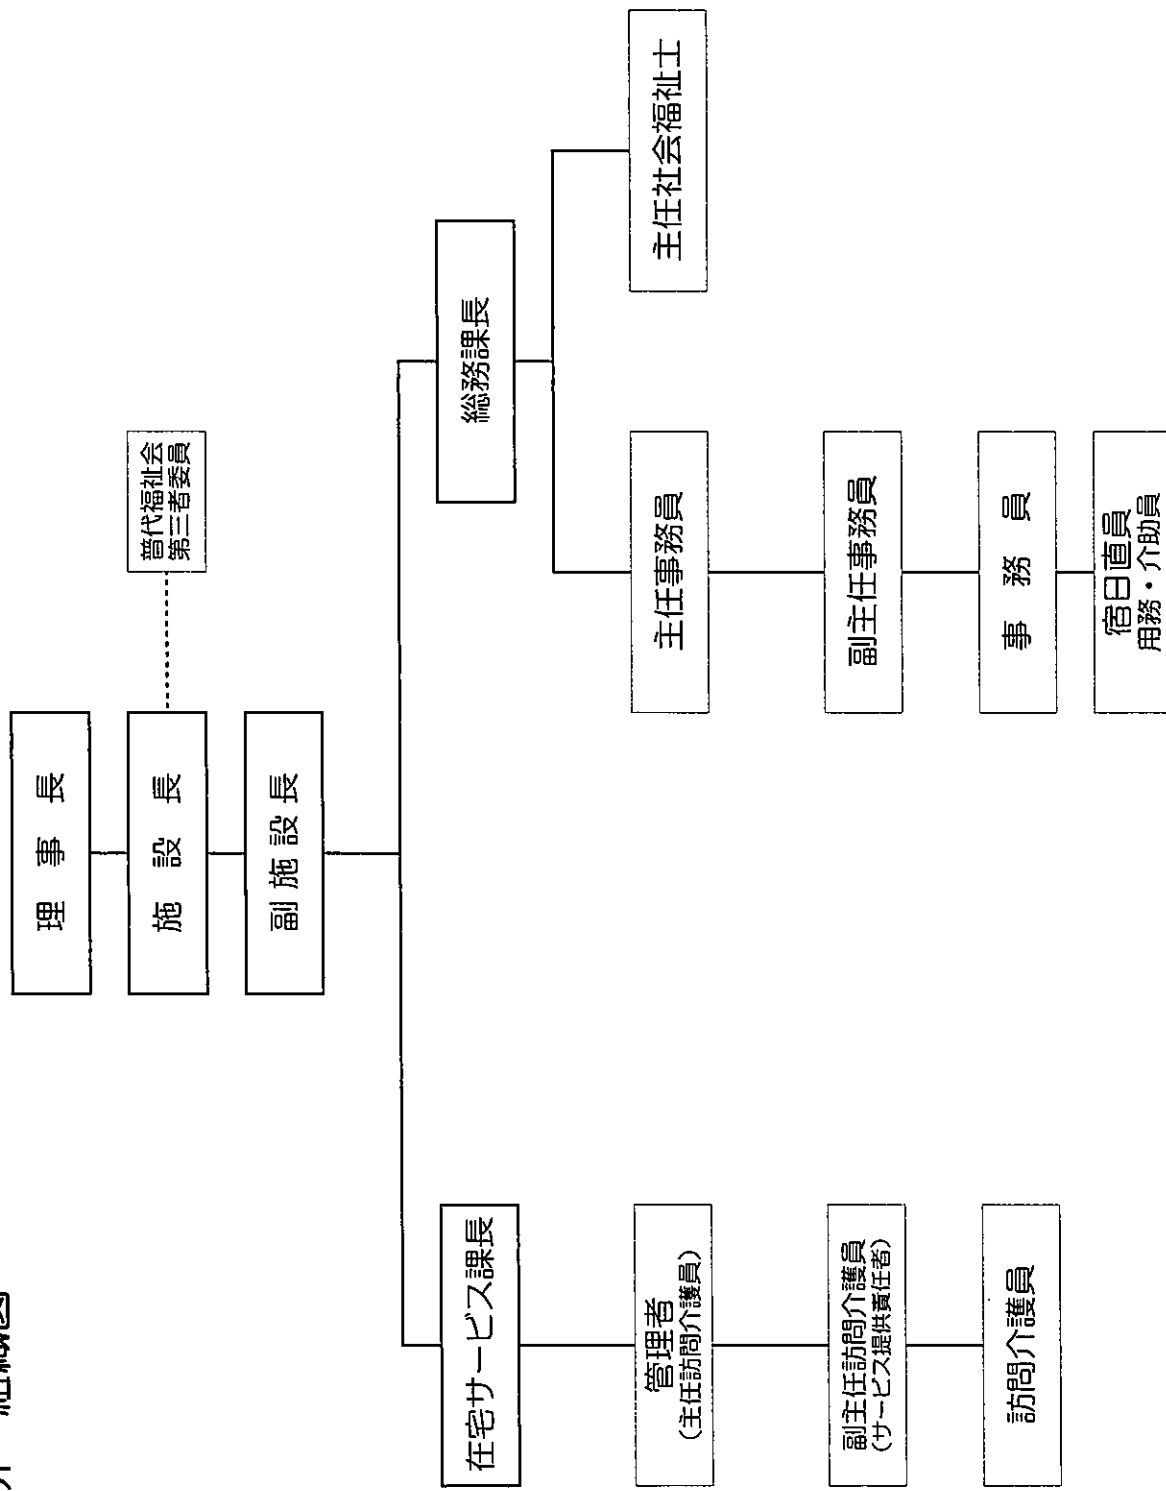 組織図
理事長
施設長
普代福祉会
第三者委員
副施設長
在宅サービス課長
総務課長
管理者
(主任訪問介護員)
主任事務員
主任社会福祉士
副主任訪問介護員
(サービス提供責任者)
副主任事務員
訪問介護員
事務員
宿日直員
用務・介助員